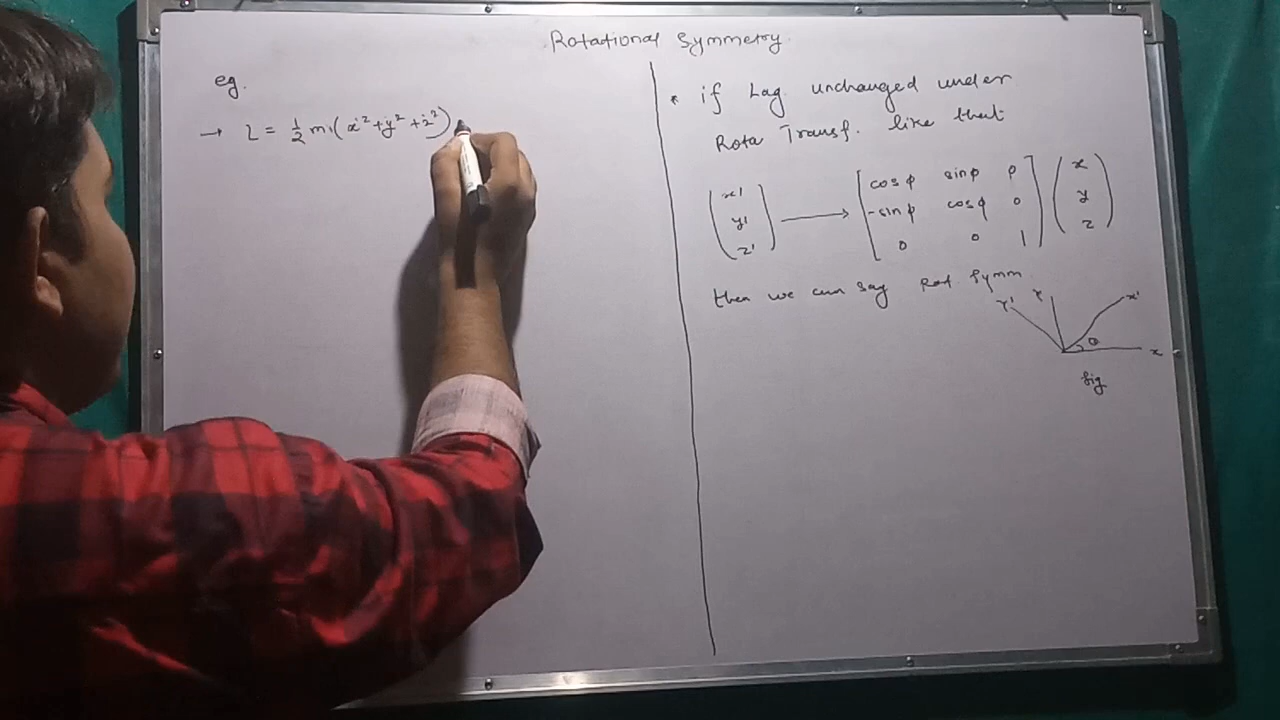 Rotational Symmetry
eg.
→ L = ½ m₁(ẋ² + ẏ² + ż²)
* if Lag unchanged under
Rota Transf. like that
(x' y' z') → [cos φ sin φ 0
-sin φ cos φ 0
0 0 1] (x y z)
then we can say Rot Symm
Y' Y x'
θ x
fig